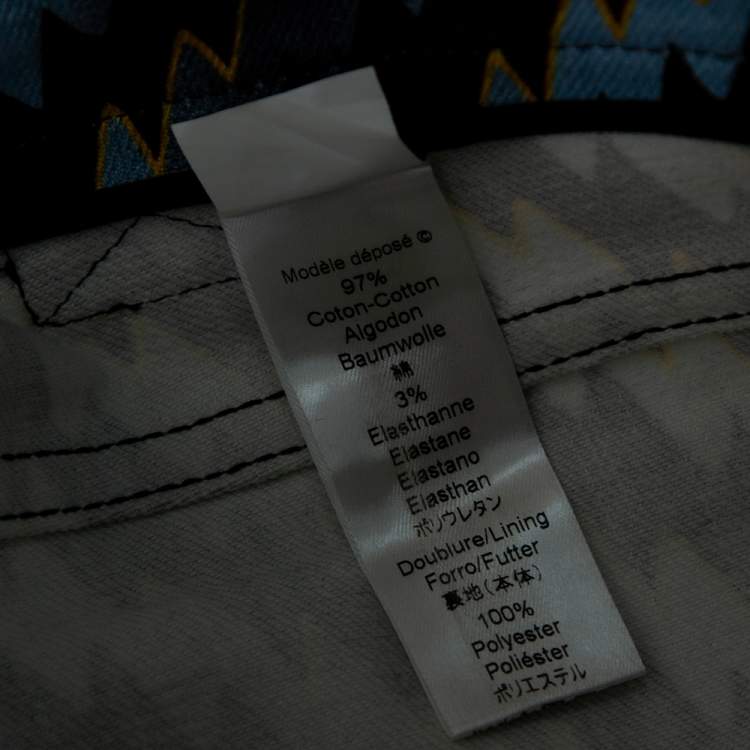 Modèle déposé ©
97%
Coton-Cotton
Algodon
Baumwolle
綿
3%
Elasthanne
Elastane
Elastano
Elasthan
ポリウレタン
Doublure/Lining
Forro/Futter
裏地(本体)
100%
Polyester
Poliéster
ポリエステル